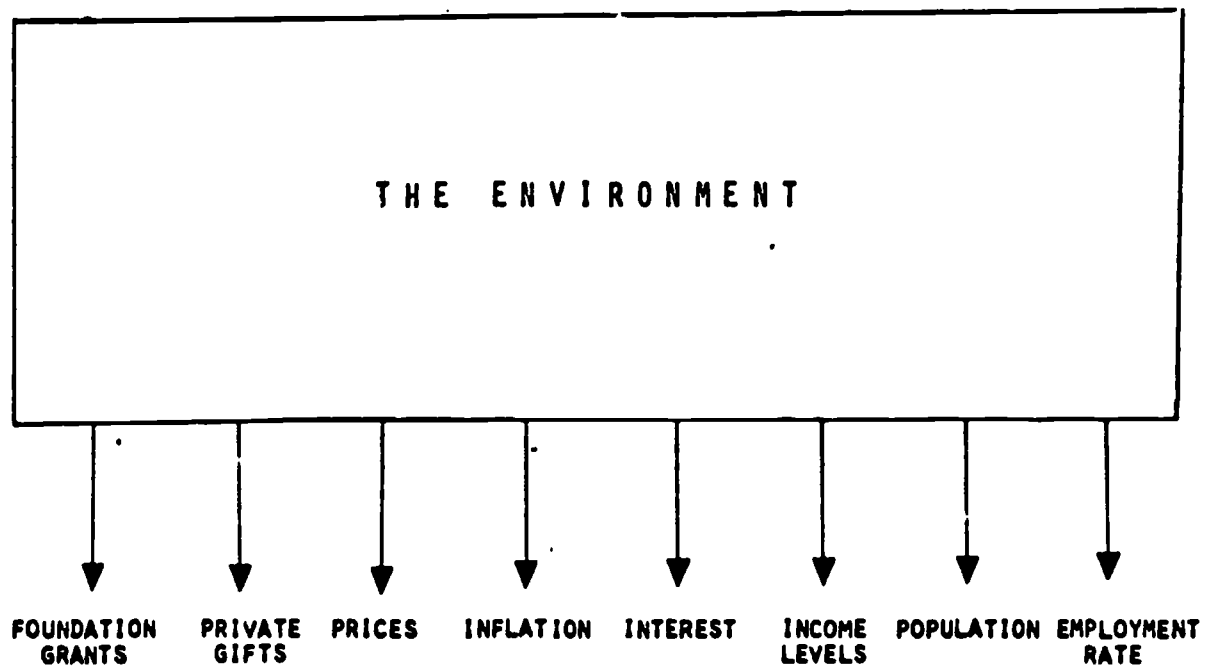 THE ENVIRONMENT
FOUNDATION GRANTS
PRIVATE GIFTS
PRICES
INFLATION
INTEREST
INCOME LEVELS
POPULATION
EMPLOYMENT RATE